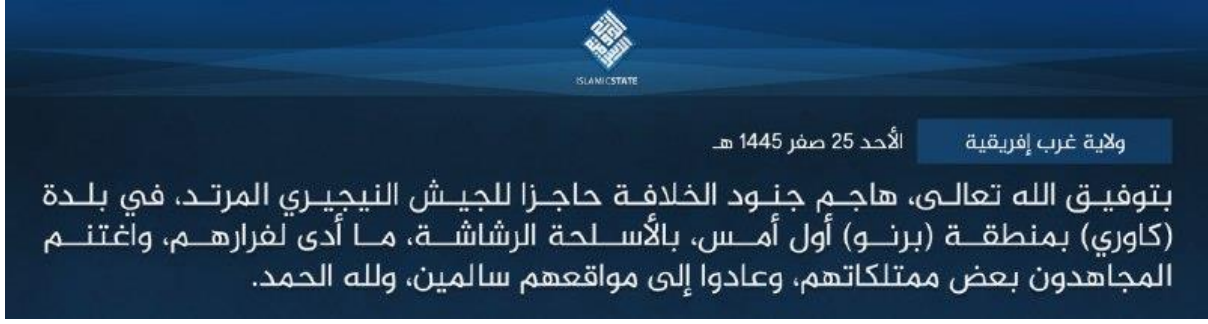 الدولة الإسلامية
ISLAMIC STATE
ولاية غرب إفريقية
الأحد 25 صفر 1445 هـ
بتوفيق الله تعالى، هاجم جنود الخلافة حاجزا للجيش النيجيري المرتد، في بلدة
(كاوري) بمنطقة (برنو) أول أمس، بالأسلحة الرشاشة، ما أدى لفرارهم، واغتنم
المجاهدون بعض ممتلكاتهم، وعادوا إلى مواقعهم سالمين، ولله الحمد.